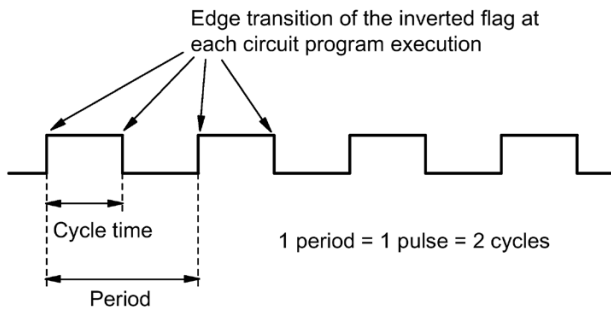 Edge transition of the inverted flag at
each circuit program execution
Cycle time
1 period = 1 pulse = 2 cycles
Period